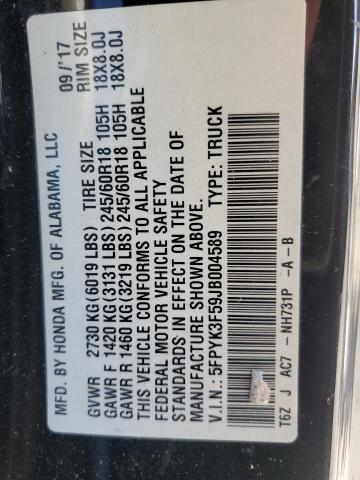 MFD. BY HONDA MFG. OF ALABAMA, LLC 09/'17
GVWR 2730 KG(6019 LBS) TIRE SIZE RIM SIZE
GAWR F 1420 KG(3131 LBS) 245/60R18 105H 18X8.0J
GAWR R 1460 KG(3219 LBS) 245/60R18 105H 18X8.0J
THIS VEHICLE CONFORMS TO ALL APPLICABLE
FEDERAL MOTOR VEHICLE SAFETY
STANDARDS IN EFFECT ON THE DATE OF
MANUFACTURE SHOWN ABOVE.
V.I.N.: 5FPYK3F59JB004589 TYPE: TRUCK
T6Z J AC7 -NH731P -A-B